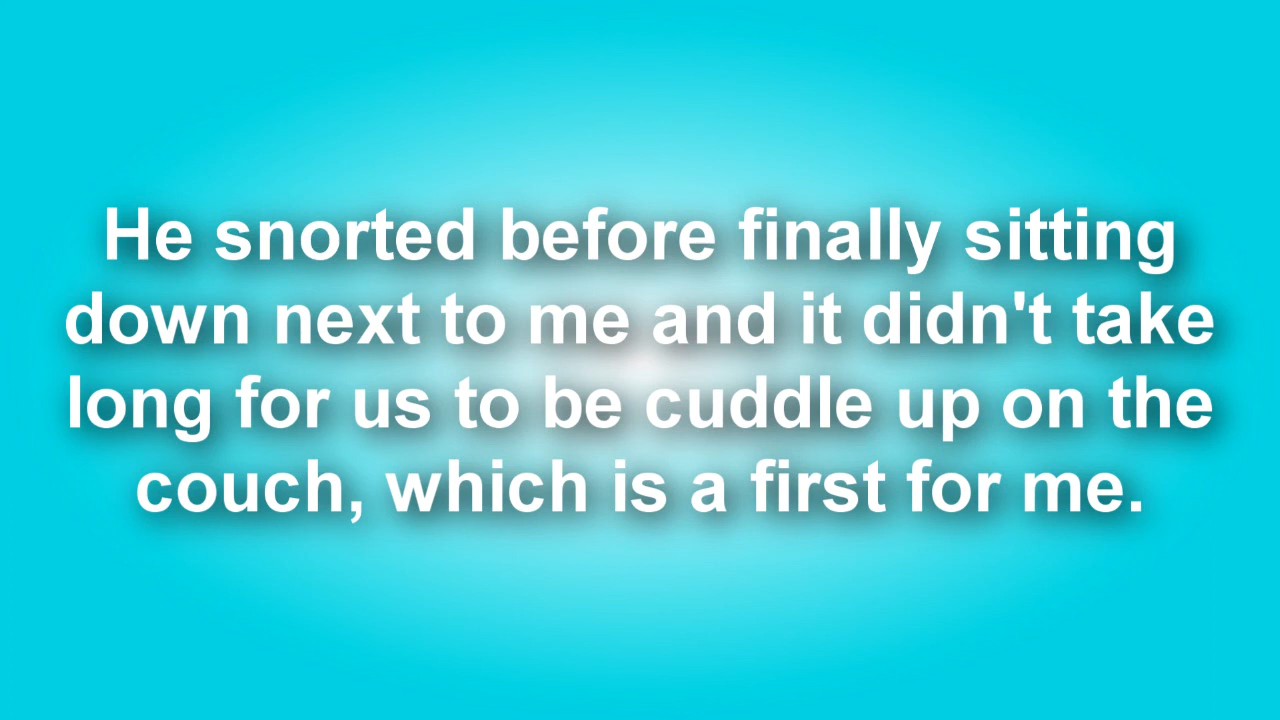 He snorted before finally sitting
down next to me and it didn't take
long for us to be cuddle up on the
couch, which is a first for me.